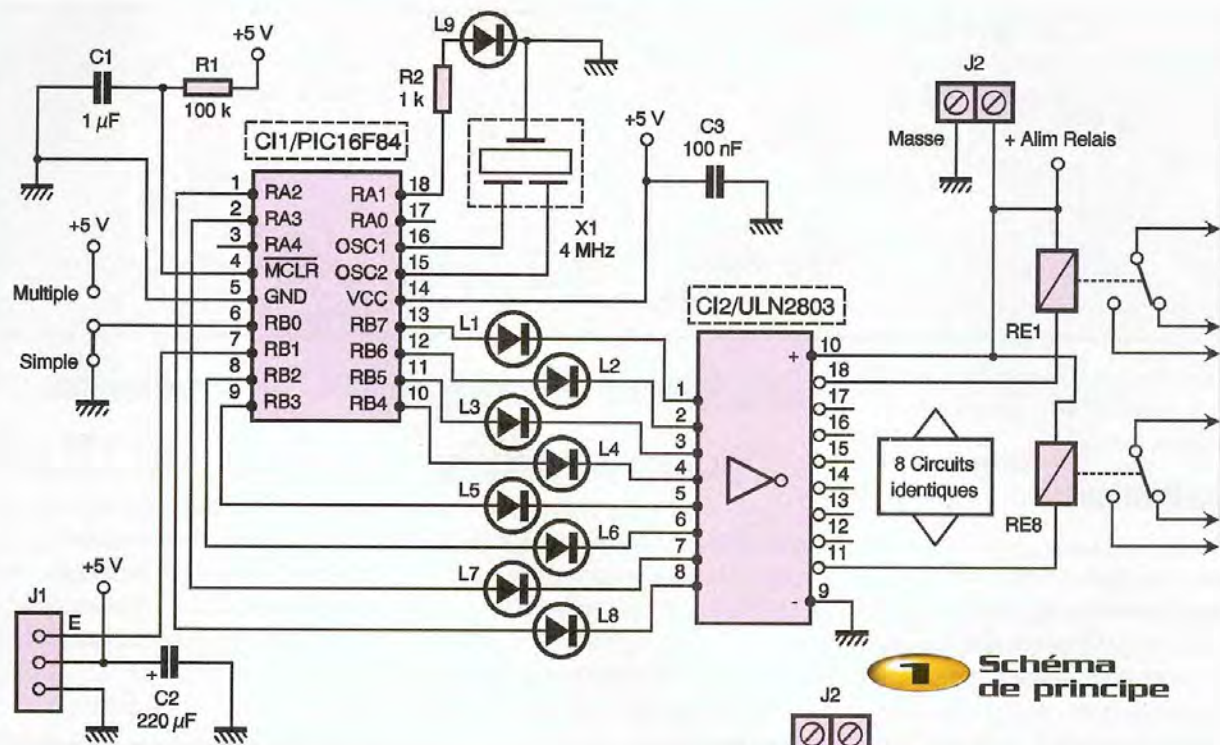 C1
1 µF
R1
100 k
+5 V
L9
R2
1 k
CI1/PIC16F84
1 RA2 RA1 18
2 RA3 RA0 17
3 RA4 OSC1 16
4 MCLR OSC2 15
5 GND VCC 14
6 RB0 RB7 13
7 RB1 RB6 12
8 RB2 RB5 11
9 RB3 RB4 10
+5 V
Multiple
Simple
X1
4 MHz
+5 V
C3
100 nF
J2
Masse
+ Alim Relais
CI2/ULN2803
L1
L2
L3
L4
L5
L6
L7
L8
1
2
3
4
5
6
7
8
+ 10
18
17
16
15
14
13
12
11
- 9
RE1
8 Circuits
identiques
RE8
J1
E
+5 V
+
C2
220 µF
1 Schéma
de principe
J2